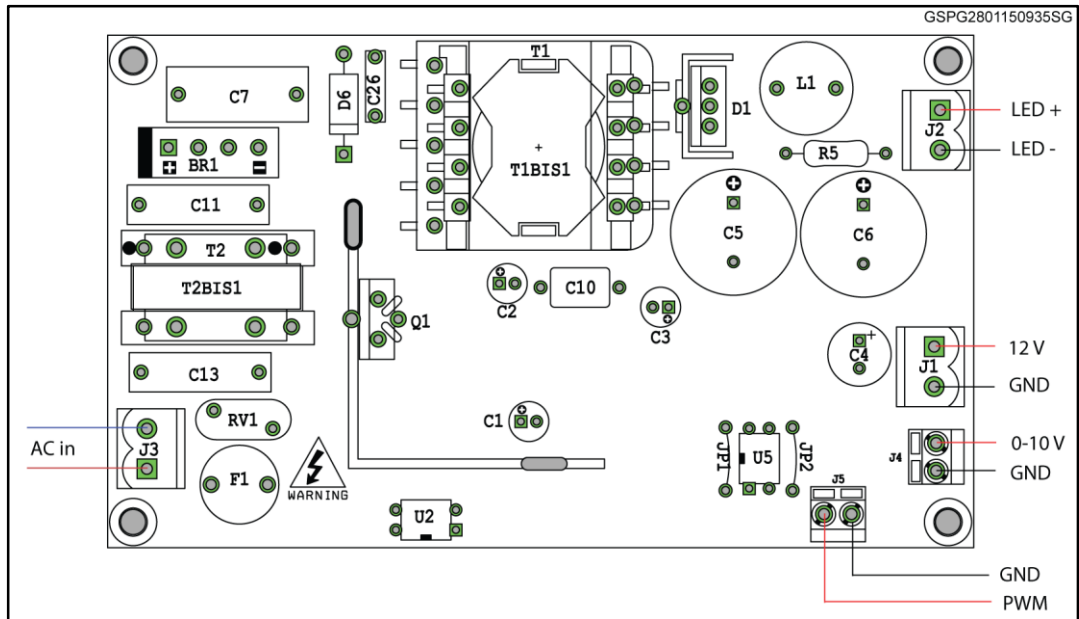 GSPG2801150935SG
T1
C7
D6
C26
L1
D1
LED +
J2
LED -
BR1
R5
T1BIS1
C11
C5
C6
T2
T2BIS1
C10
C2
Q1
C3
C4
12 V
J1
GND
C13
RV1
C1
AC in
J3
0-10 V
J4
GND
JP1
U5
JP2
F1
WARNING
J5
U2
GND
PWM